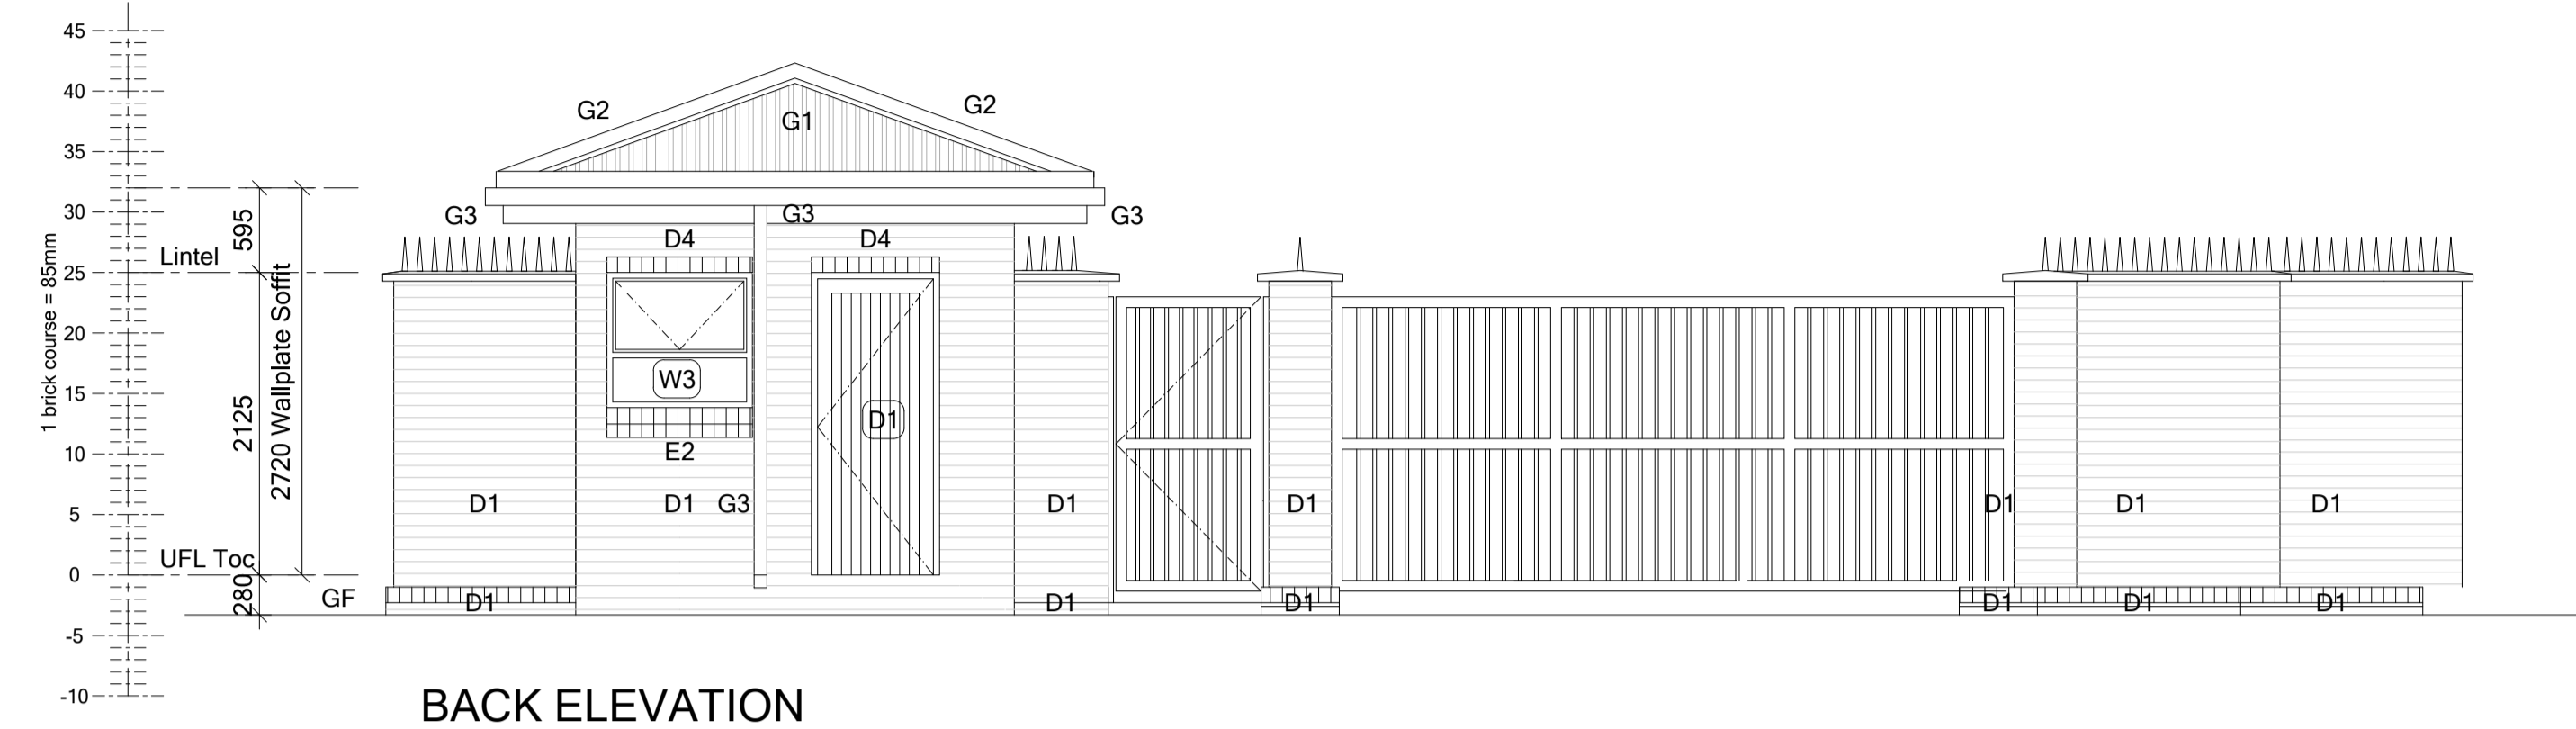 45
40
35
30
25
20
15
10
5
0
-5
-10
1 brick course = 85mm
595
2125
280
2720 Wallplate Soffit
Lintel
UFL Toc
GF
G2
G1
G2
G3
G3
G3
D4
D4
W3
D1
E2
D1
D1
G3
D1
D1
D1
D1
D1
D1
D1
D1
D1
D1
D1
BACK ELEVATION